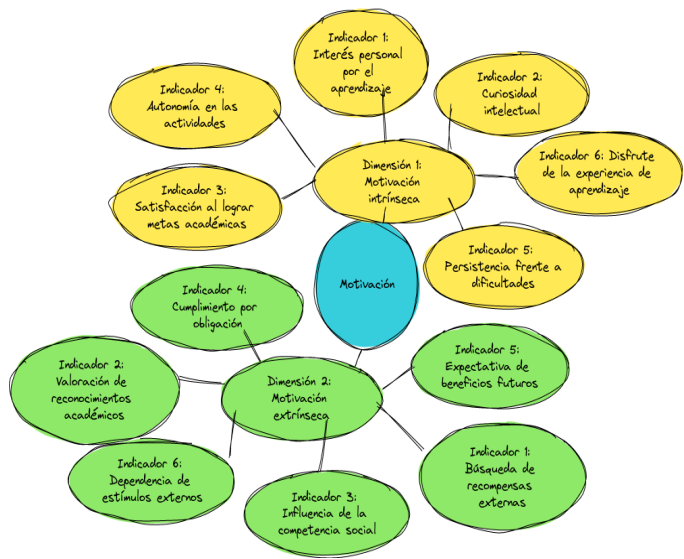 Indicador 1:
Interés personal
por el
aprendizaje
Indicador 2:
Curiosidad
intelectual
Indicador 4:
Autonomía en las
actividades
Indicador 6: Disfrute
de la experiencia de
aprendizaje
Dimensión 1:
Motivación
intrínseca
Indicador 3:
Satisfacción al lograr
metas académicas
Indicador 5:
Persistencia frente a
dificultades
Motivación
Indicador 4:
Cumplimiento por
obligación
Indicador 5:
Expectativa de
beneficios futuros
Indicador 2:
Valoración de
reconocimientos
académicos
Dimensión 2:
Motivación
extrínseca
Indicador 1:
Búsqueda de
recompensas
externas
Indicador 6:
Dependencia de
estímulos externos
Indicador 3:
Influencia de la
competencia social